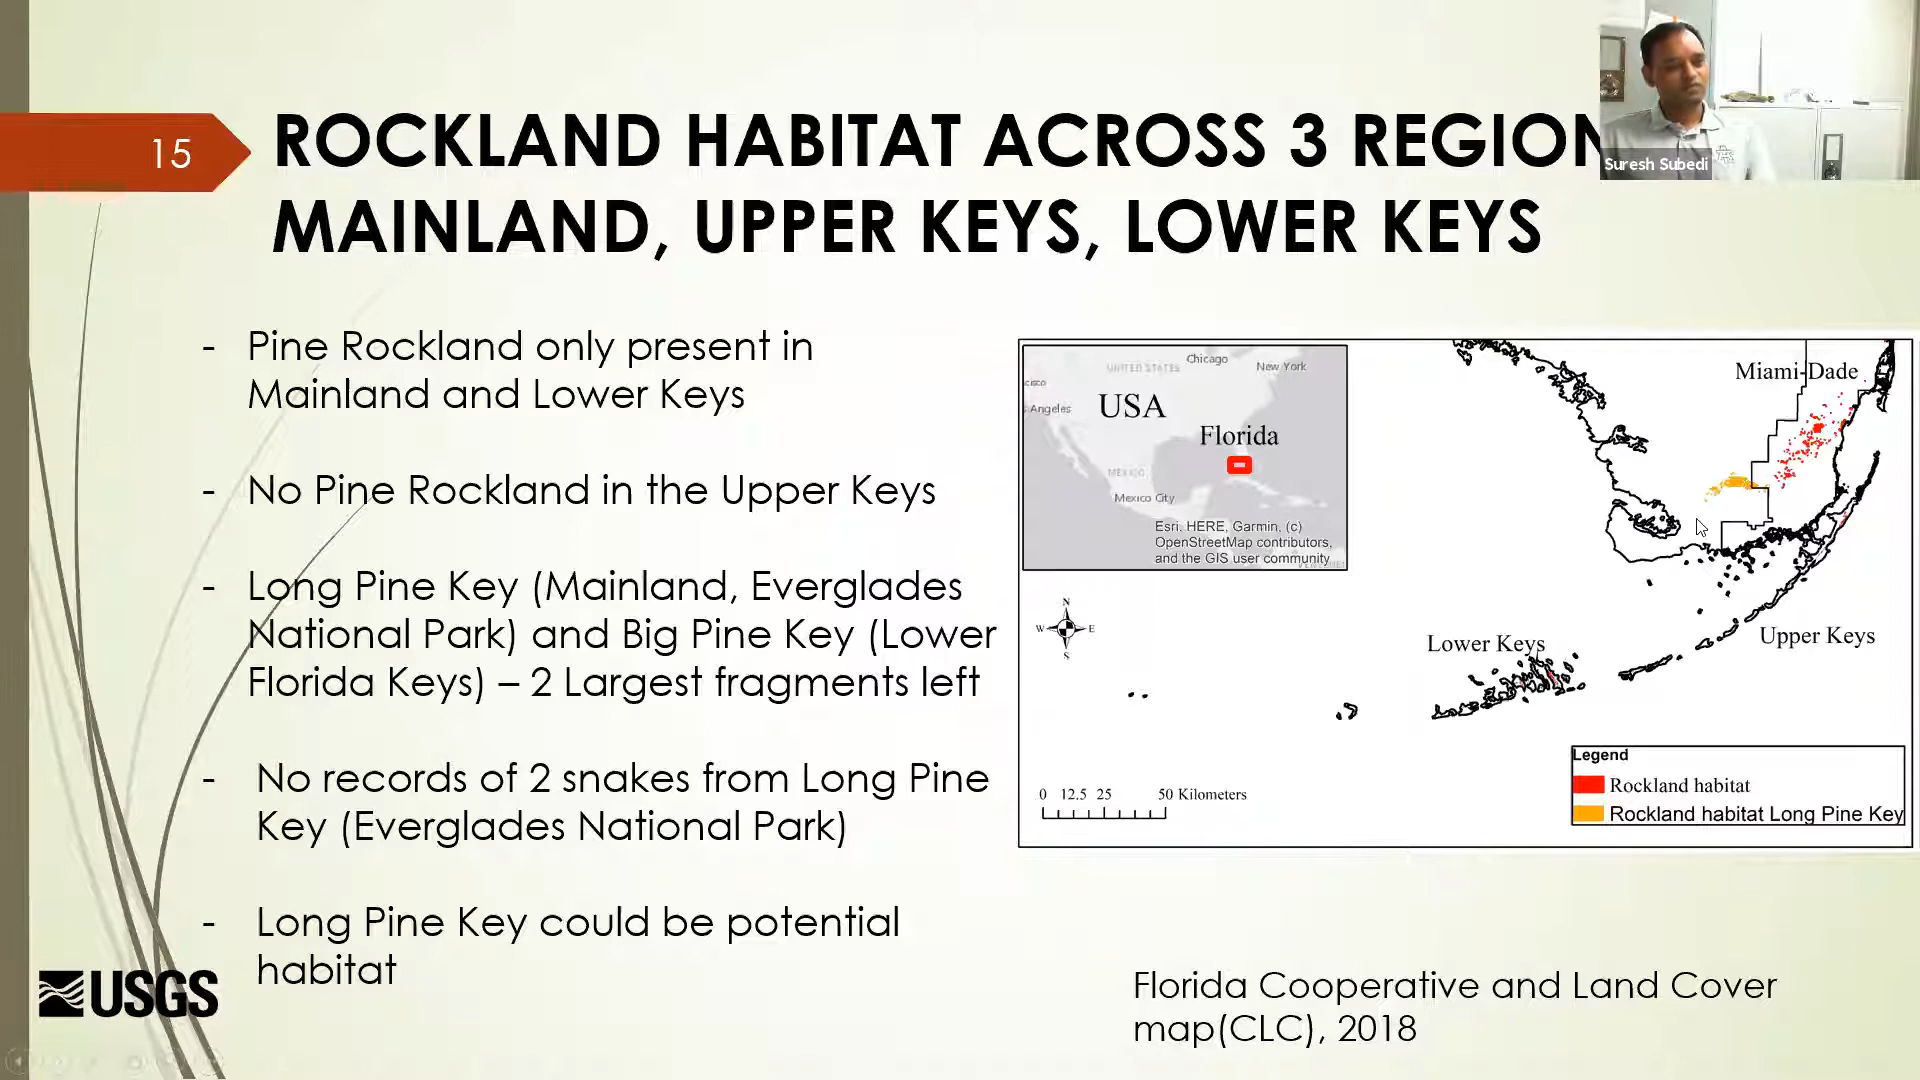 15
ROCKLAND HABITAT ACROSS 3 REGION
MAINLAND, UPPER KEYS, LOWER KEYS
Suresh Subedi
- Pine Rockland only present in
Mainland and Lower Keys
- No Pine Rockland in the Upper Keys
- Long Pine Key (Mainland, Everglades
National Park) and Big Pine Key (Lower
Florida Keys) – 2 Largest fragments left
- No records of 2 snakes from Long Pine
Key (Everglades National Park)
- Long Pine Key could be potential
habitat
USGS
Chicago
UNITED STATES
New York
cisco
Angeles
USA
Florida
MEXICO
Mexico City
Esri, HERE, Garmin, (c)
OpenStreetMap contributors,
and the GIS user community
Miami-Dade
N
W E
S
Lower Keys
Upper Keys
0 12.5 25 50 Kilometers
Legend
Rockland habitat
Rockland habitat Long Pine Key
Florida Cooperative and Land Cover
map(CLC), 2018